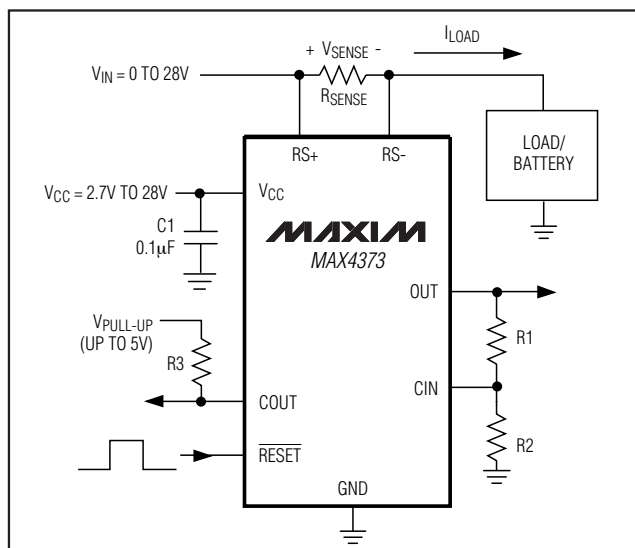 + VSENSE -
ILOAD
VIN = 0 TO 28V
RSENSE
RS+ RS-
LOAD/
BATTERY
VCC = 2.7V TO 28V
VCC
C1
0.1μF
MAXIM
MAX4373
OUT
R1
VPULL-UP
(UP TO 5V)
R3
CIN
COUT
R2
RESET
GND